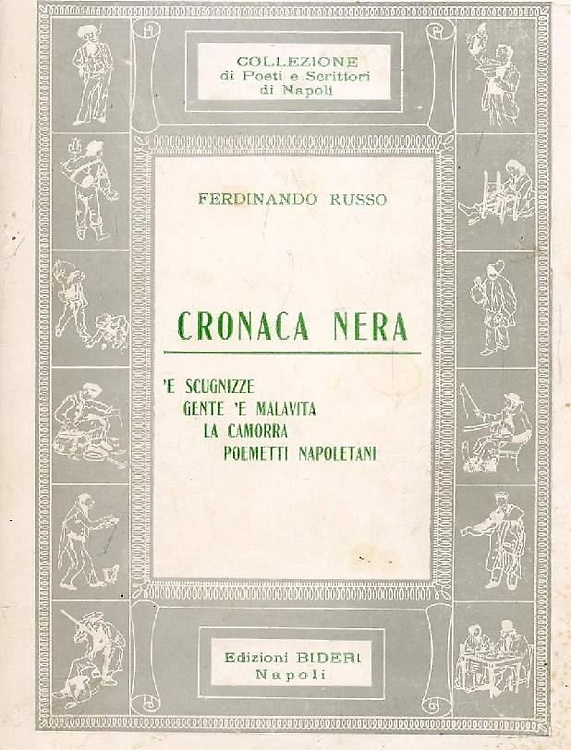 COLLEZIONE
di Poeti e Scrittori
di Napoli
FERDINANDO RUSSO
CRONACA NERA
'E SCUGNIZZE
GENTE 'E MALAVITA
LA CAMORRA
POEMETTI NAPOLETANI
Edizioni BIDERI
Napoli